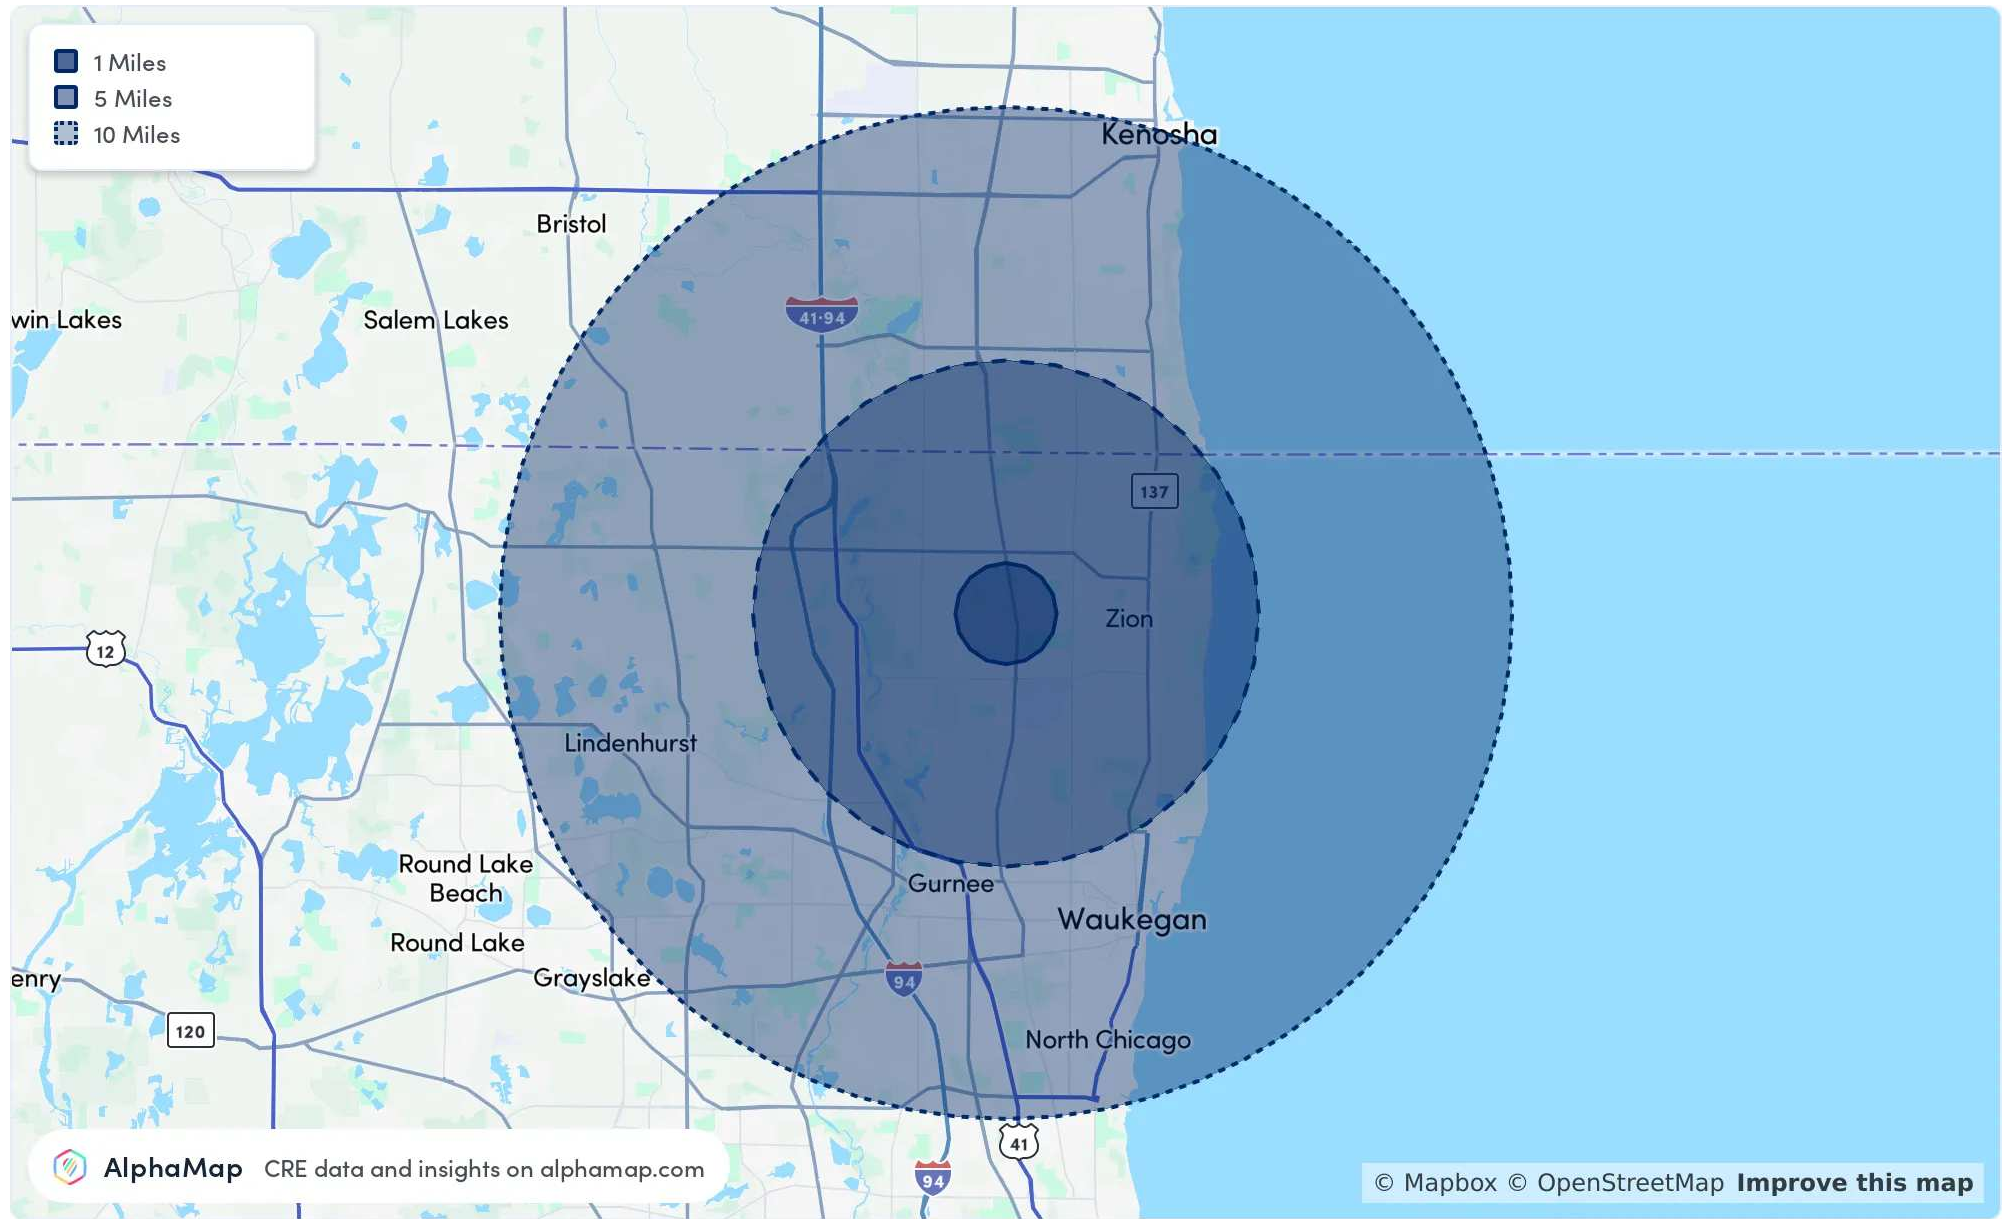 1 Miles
5 Miles
10 Miles
Kenosha
Bristol
win Lakes
Salem Lakes
41·94
137
Zion
12
Lindenhurst
Round Lake
Beach
Gurnee
Waukegan
Round Lake
Grayslake
enry
94
120
North Chicago
41
94
AlphaMap CRE data and insights on alphamap.com
© Mapbox © OpenStreetMap Improve this map